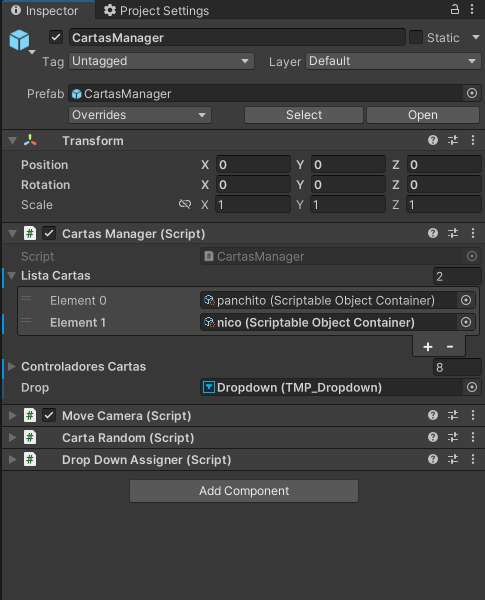 Inspector Project Settings
CartasManager Static
Tag Untagged Layer Default
Prefab CartasManager
Overrides Select Open
Transform
Position X 0 Y 0 Z 0
Rotation X 0 Y 0 Z 0
Scale X 1 Y 1 Z 1
# Cartas Manager (Script)
Script # CartasManager
Lista Cartas 2
Element 0 panchito (Scriptable Object Container)
Element 1 nico (Scriptable Object Container)
+ -
Controladores Cartas 8
Drop Dropdown (TMP_Dropdown)
# Move Camera (Script)
# Carta Random (Script)
# Drop Down Assigner (Script)
Add Component